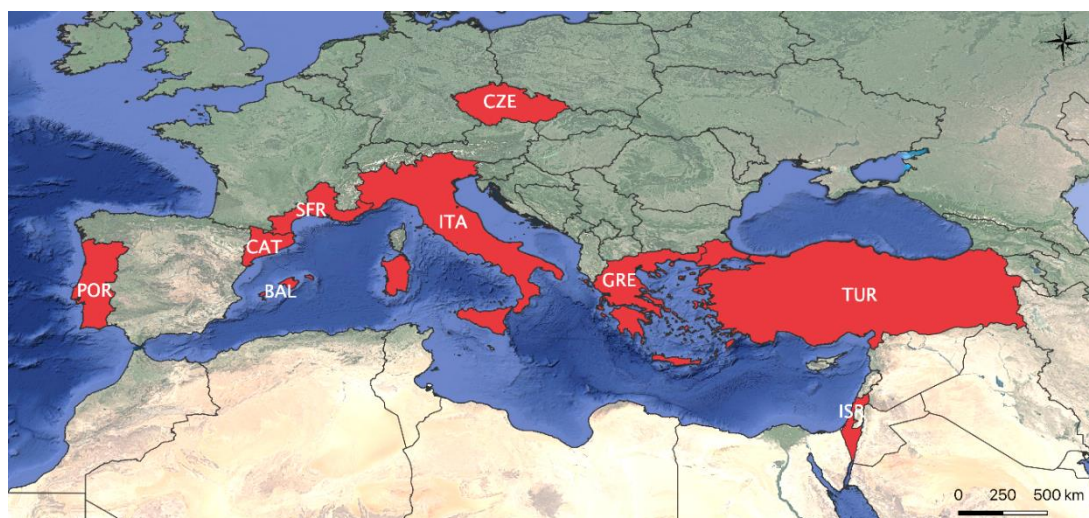 CZE
SFR
ITA
CAT
POR
BAL
GRE
TUR
ISR
0 250 500 km